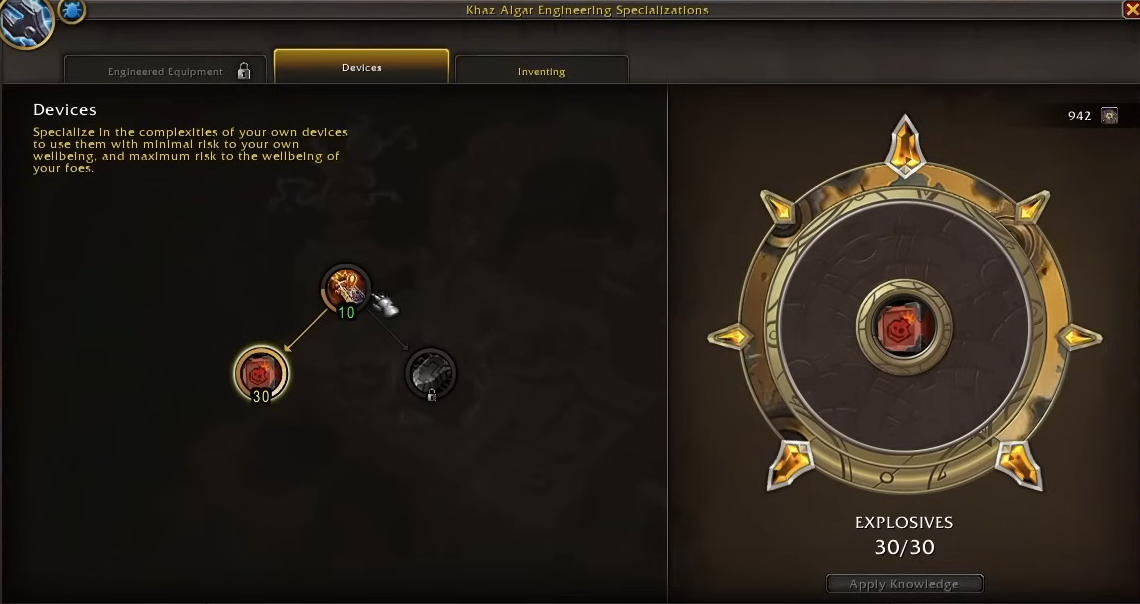 Khaz Algar Engineering Specializations
Engineered Equipment
Devices
Inventing
Devices
Specialize in the complexities of your own devices
to use them with minimal risk to your own
wellbeing, and maximum risk to the wellbeing of
your foes.
942
10
30
EXPLOSIVES
30/30
Apply Knowledge